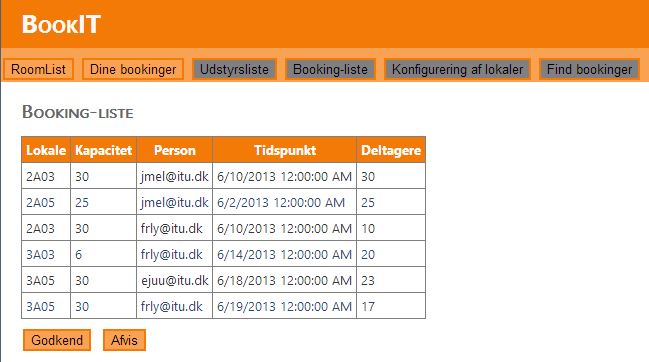 BookIT
RoomList Dine bookinger Udstyrsliste Booking-liste Konfigurering af lokaler Find bookinger
Booking-liste
Lokale Kapacitet Person Tidspunkt Deltagere
2A03 30 jmel@itu.dk 6/10/2013 12:00:00 AM 30
2A05 25 jmel@itu.dk 6/2/2013 12:00:00 AM 25
2A03 30 frly@itu.dk 6/10/2013 12:00:00 AM 10
3A03 6 frly@itu.dk 6/14/2013 12:00:00 AM 20
3A05 30 ejuu@itu.dk 6/18/2013 12:00:00 AM 23
3A05 30 frly@itu.dk 6/19/2013 12:00:00 AM 17
Godkend Afvis